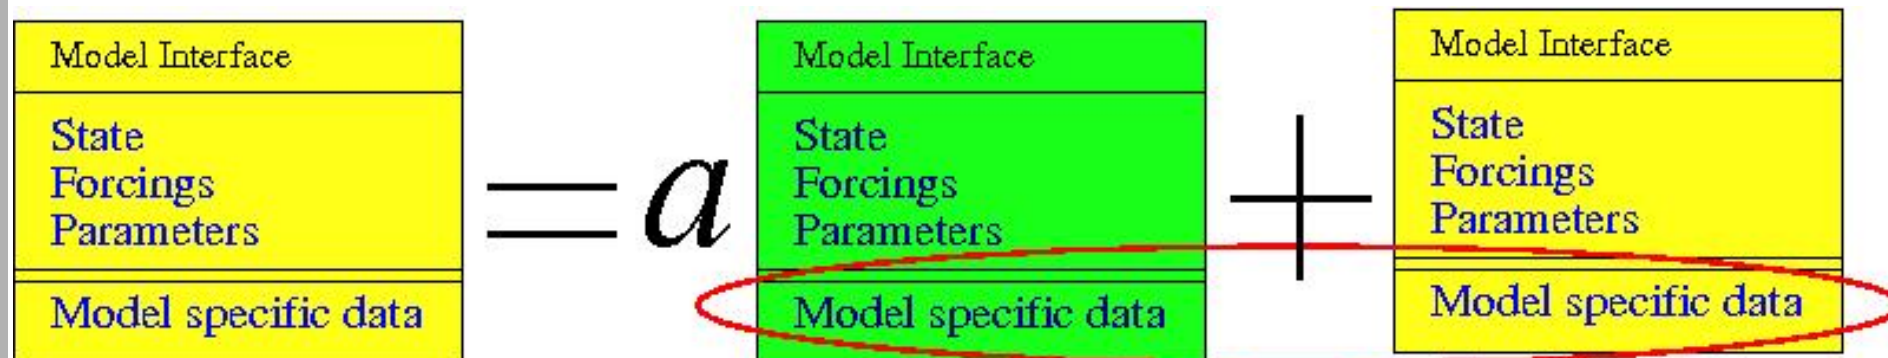 Model Interface
State
Forcings
Parameters
Model specific data
= a
Model Interface
State
Forcings
Parameters
Model specific data
+
Model Interface
State
Forcings
Parameters
Model specific data